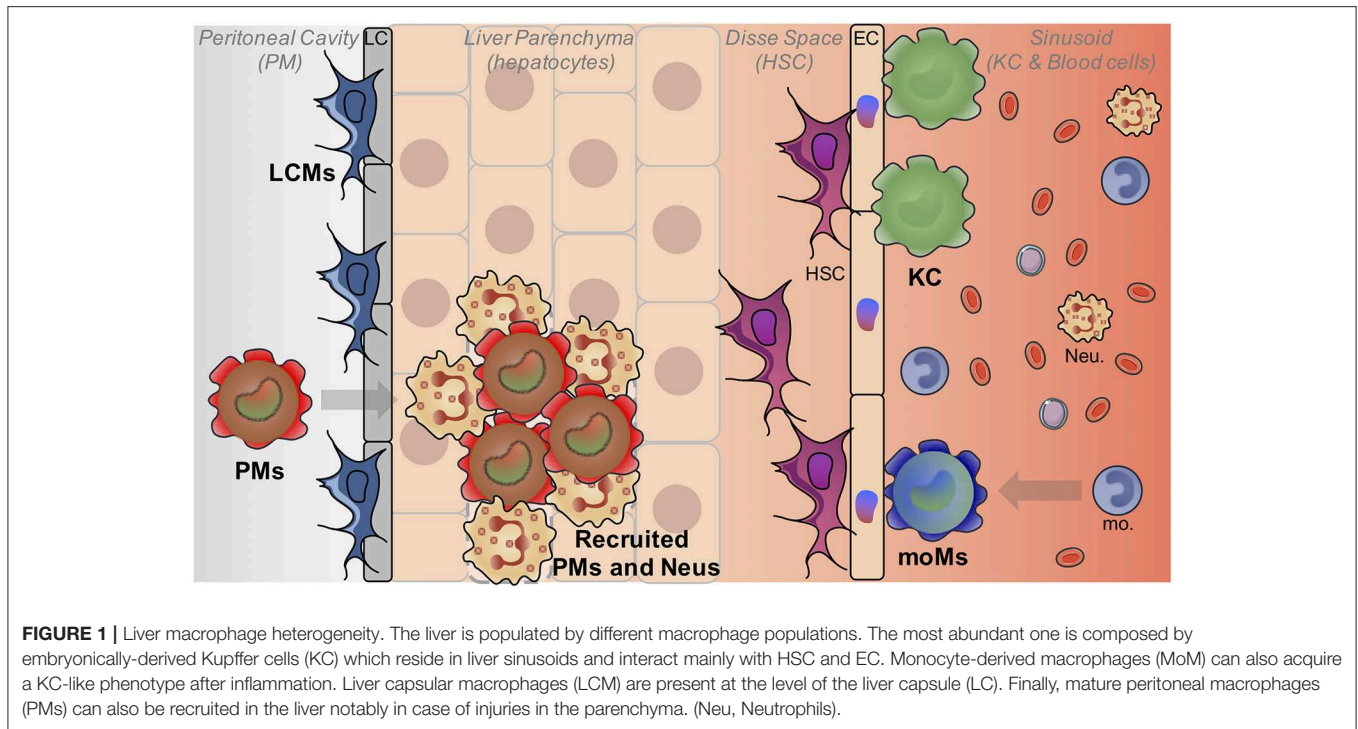 Peritoneal Cavity
(PM)
LC
Liver Parenchyma
(hepatocytes)
Disse Space
(HSC)
EC
Sinusoid
(KC & Blood cells)
LCMs
HSC
KC
Neu.
PMs
Recruited
PMs and Neus
moMs
mo.
FIGURE 1 | Liver macrophage heterogeneity. The liver is populated by different macrophage populations. The most abundant one is composed by
embryonically-derived Kupffer cells (KC) which reside in liver sinusoids and interact mainly with HSC and EC. Monocyte-derived macrophages (MoM) can also acquire
a KC-like phenotype after inflammation. Liver capsular macrophages (LCM) are present at the level of the liver capsule (LC). Finally, mature peritoneal macrophages
(PMs) can also be recruited in the liver notably in case of injuries in the parenchyma. (Neu, Neutrophils).